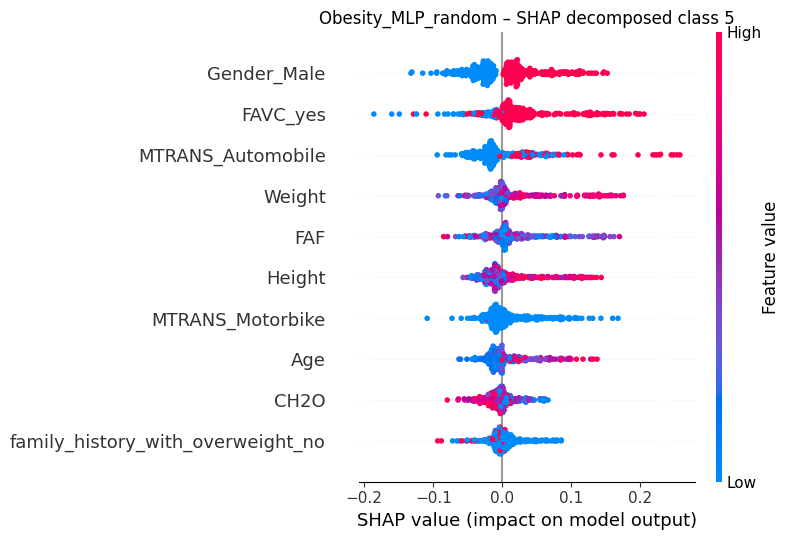 Obesity_MLP_random – SHAP decomposed class 5
High
Gender_Male
FAVC_yes
MTRANS_Automobile
Weight
FAF
Height
MTRANS_Motorbike
Age
CH2O
family_history_with_overweight_no
Feature value
Low
−0.2 −0.1 0.0 0.1 0.2
SHAP value (impact on model output)